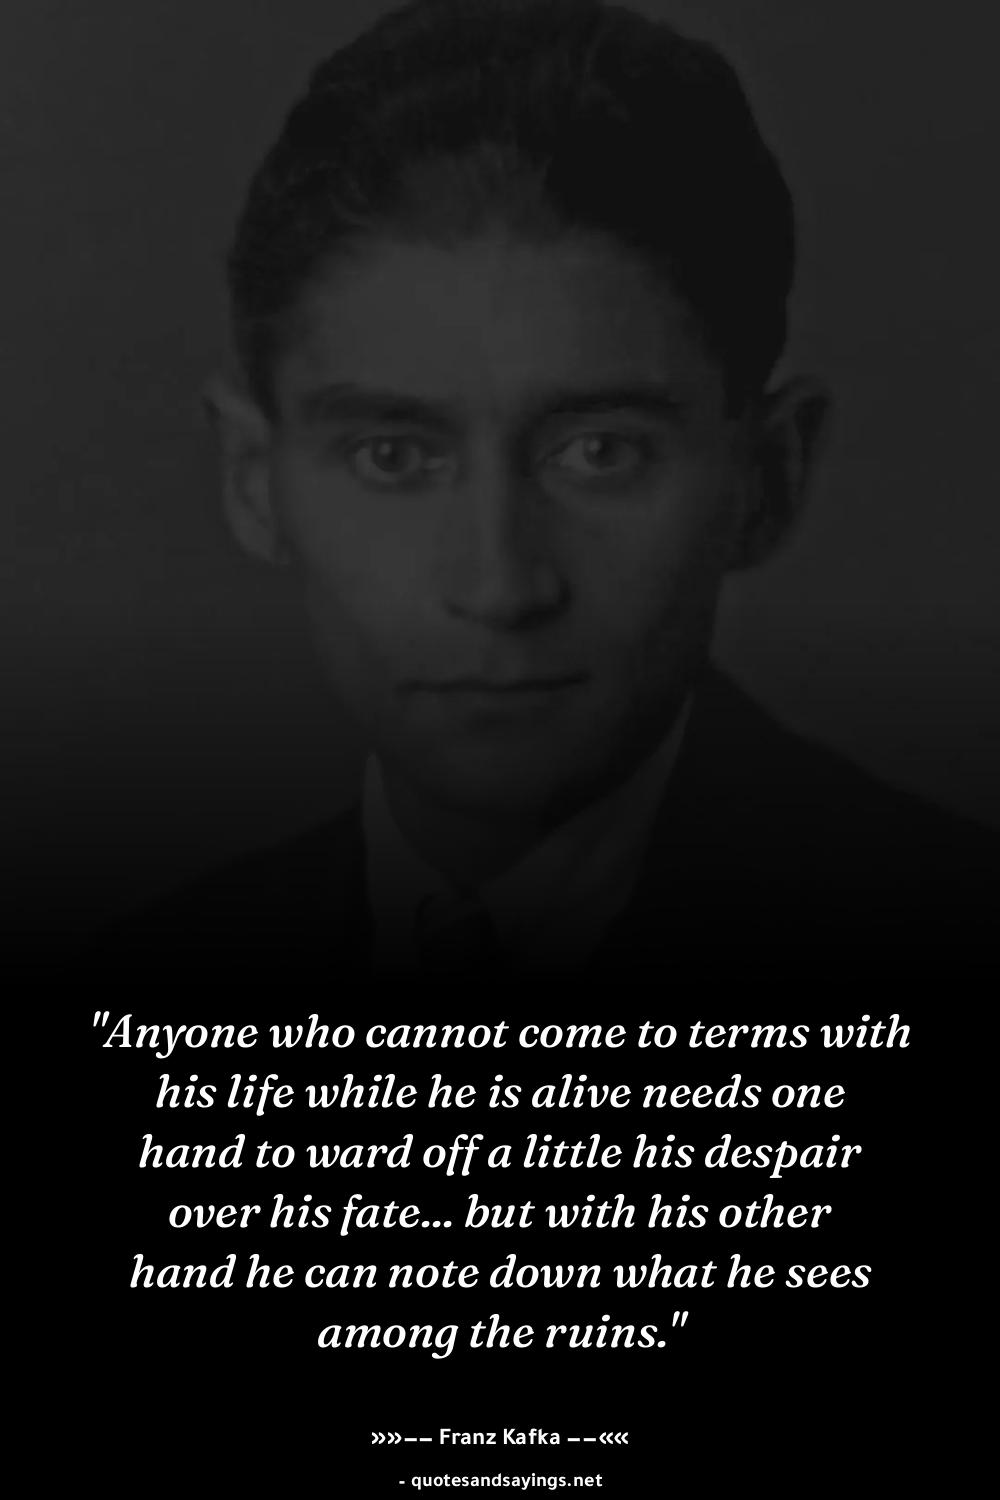 "Anyone who cannot come to terms with
his life while he is alive needs one
hand to ward off a little his despair
over his fate... but with his other
hand he can note down what he sees
among the ruins."
»»–– Franz Kafka ––««
- quotesandsayings.net